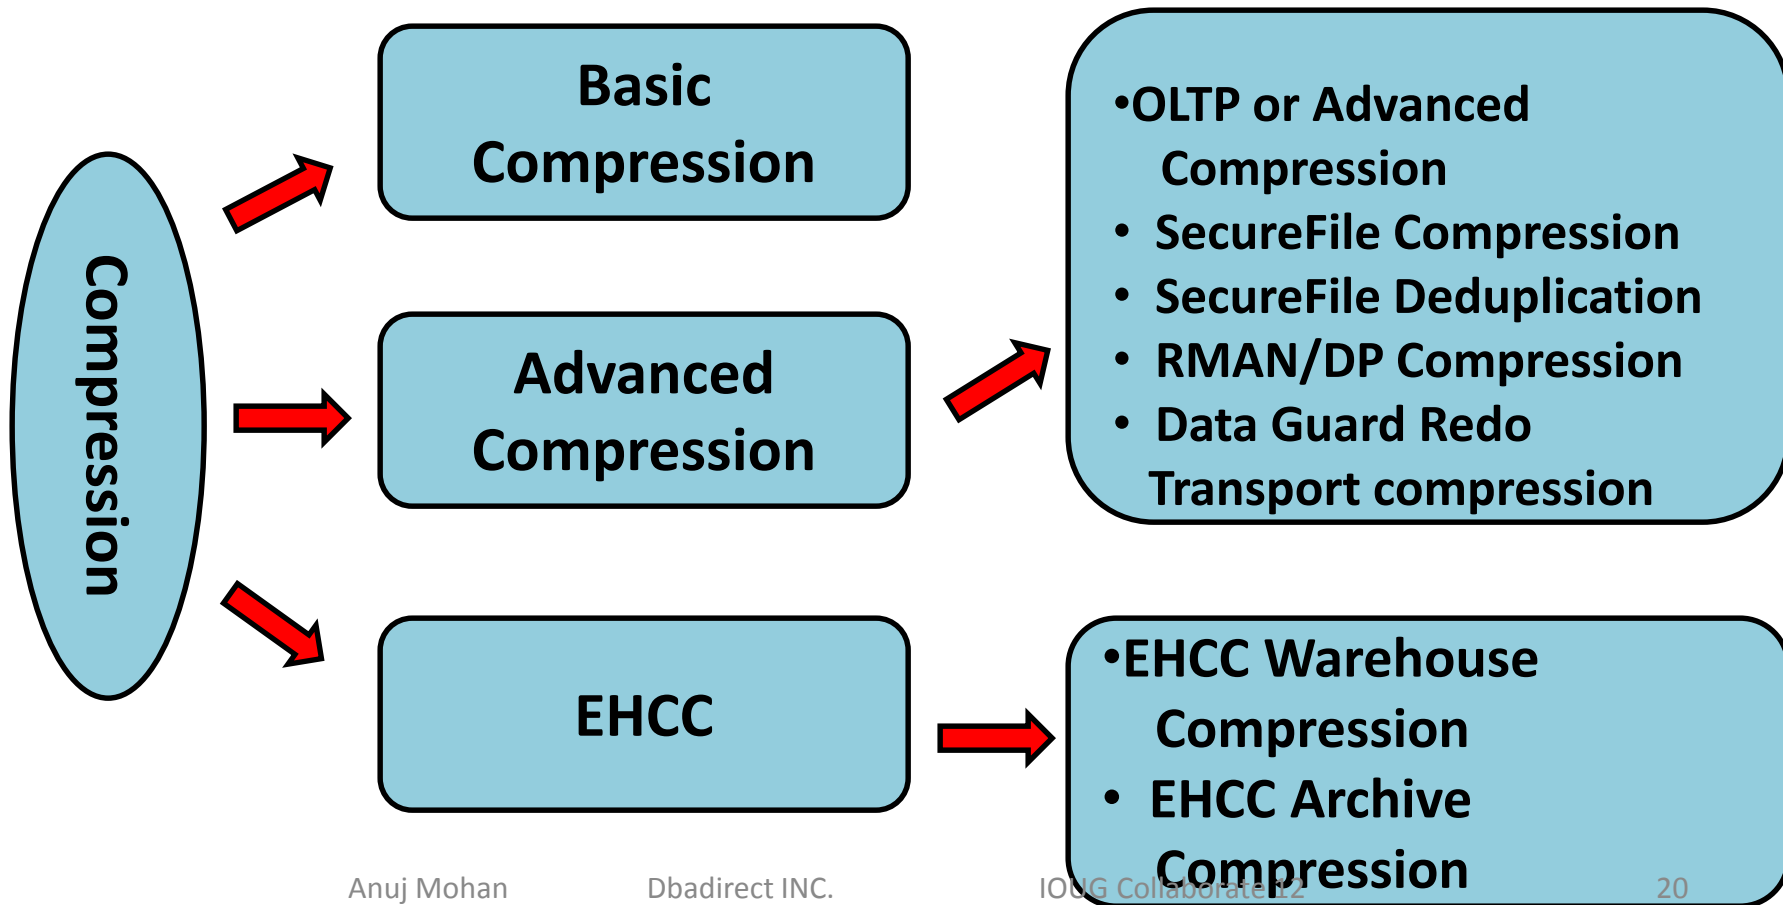 Compression
Basic
Compression
Advanced
Compression
EHCC
•OLTP or Advanced
Compression
• SecureFile Compression
• SecureFile Deduplication
• RMAN/DP Compression
• Data Guard Redo
Transport compression
•EHCC Warehouse
Compression
• EHCC Archive
Compression
Anuj Mohan
Dbadirect INC.
IOUG Collaborate 12
20